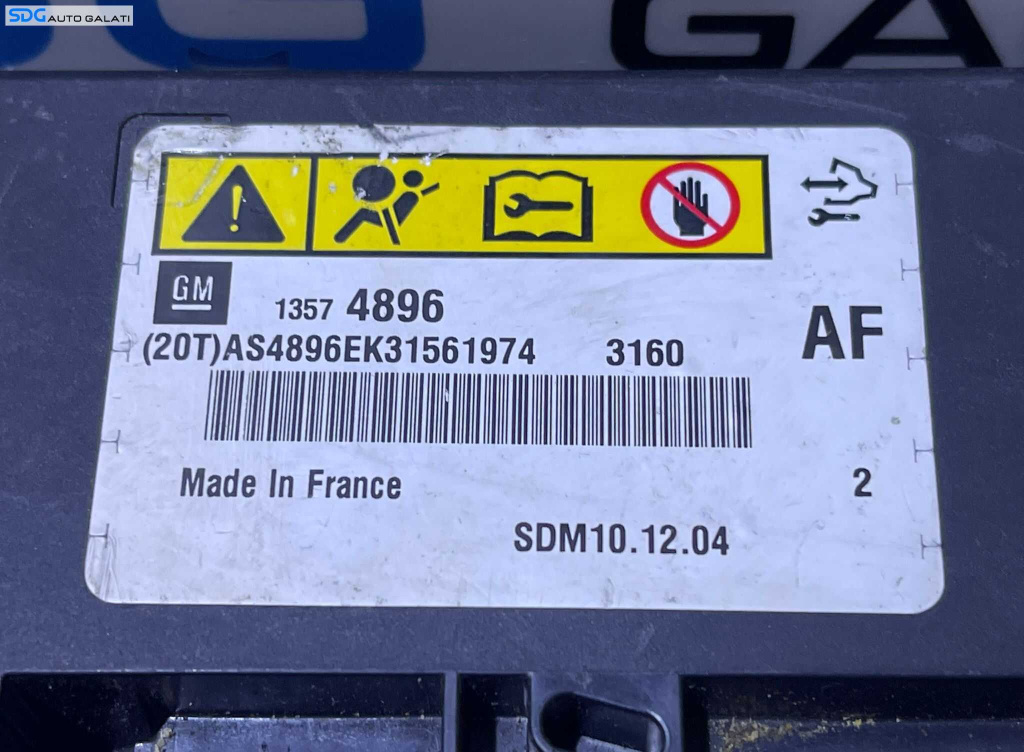 SDG AUTO GALATI
GA
GM
1357 4896
(20T)AS4896EK31561974 3160
AF
Made In France
2
SDM10.12.04